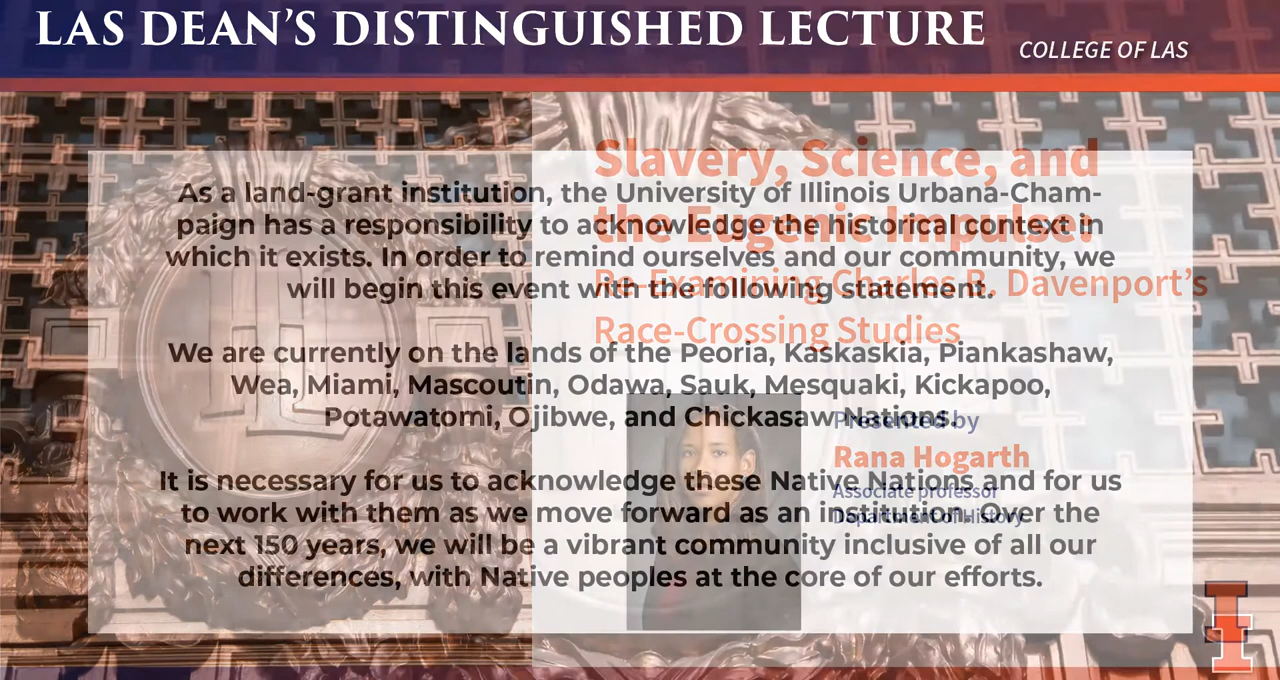 LAS DEAN’S DISTINGUISHED LECTURE
COLLEGE OF LAS
Slavery, Science, and
the Eugenic Impulse:
Re-Examining Charles B. Davenport’s
Race-Crossing Studies
Presented by
Rana Hogarth
Associate professor
Department of History
As a land-grant institution, the University of Illinois Urbana-Cham-
paign has a responsibility to acknowledge the historical context in
which it exists. In order to remind ourselves and our community, we
will begin this event with the following statement.
We are currently on the lands of the Peoria, Kaskaskia, Piankashaw,
Wea, Miami, Mascoutin, Odawa, Sauk, Mesquaki, Kickapoo,
Potawatomi, Ojibwe, and Chickasaw Nations.
It is necessary for us to acknowledge these Native Nations and for us
to work with them as we move forward as an institution. Over the
next 150 years, we will be a vibrant community inclusive of all our
differences, with Native peoples at the core of our efforts.
I